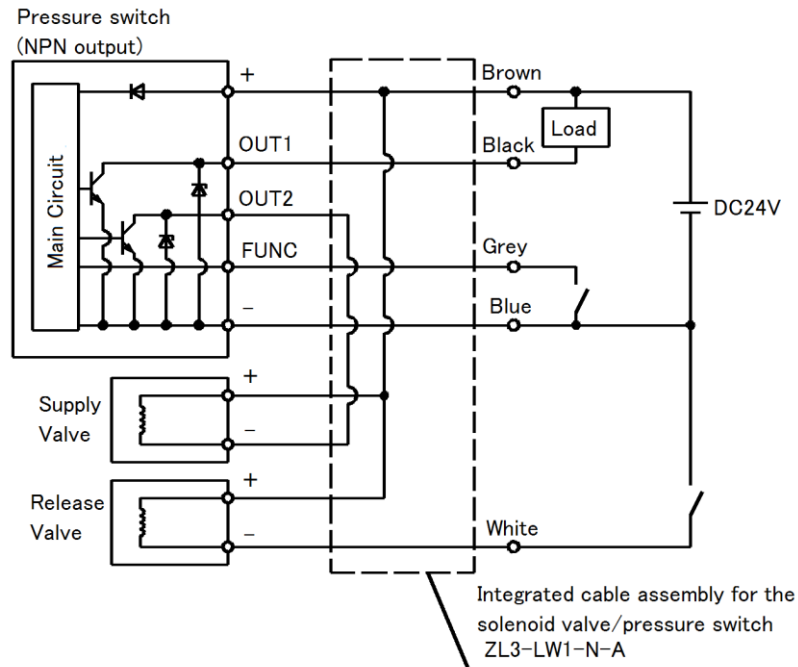 Pressure switch
(NPN output)
Main Circuit
+
OUT1
OUT2
FUNC
−
Brown
Black
Load
Grey
Blue
DC24V
Supply
Valve
+
−
Release
Valve
+
−
White
Integrated cable assembly for the
solenoid valve/pressure switch
ZL3-LW1-N-A